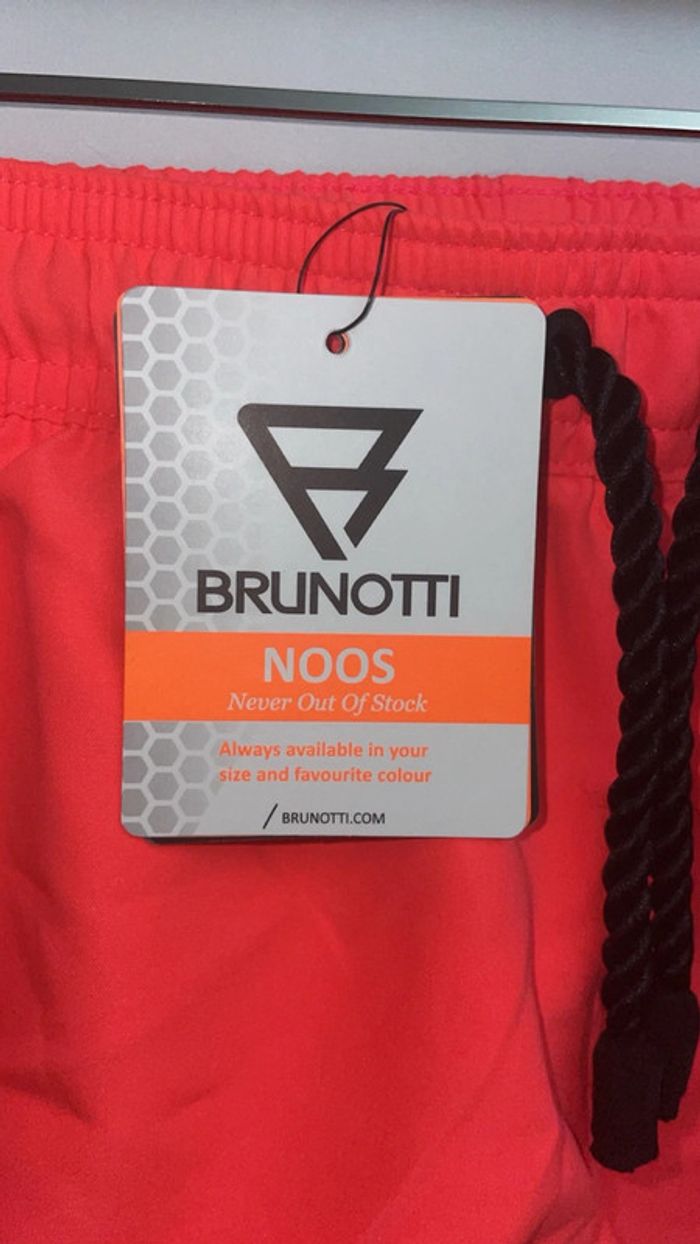 BRUNOTTI
NOOS
Never Out Of Stock
Always available in your
size and favourite colour
/ BRUNOTTI.COM